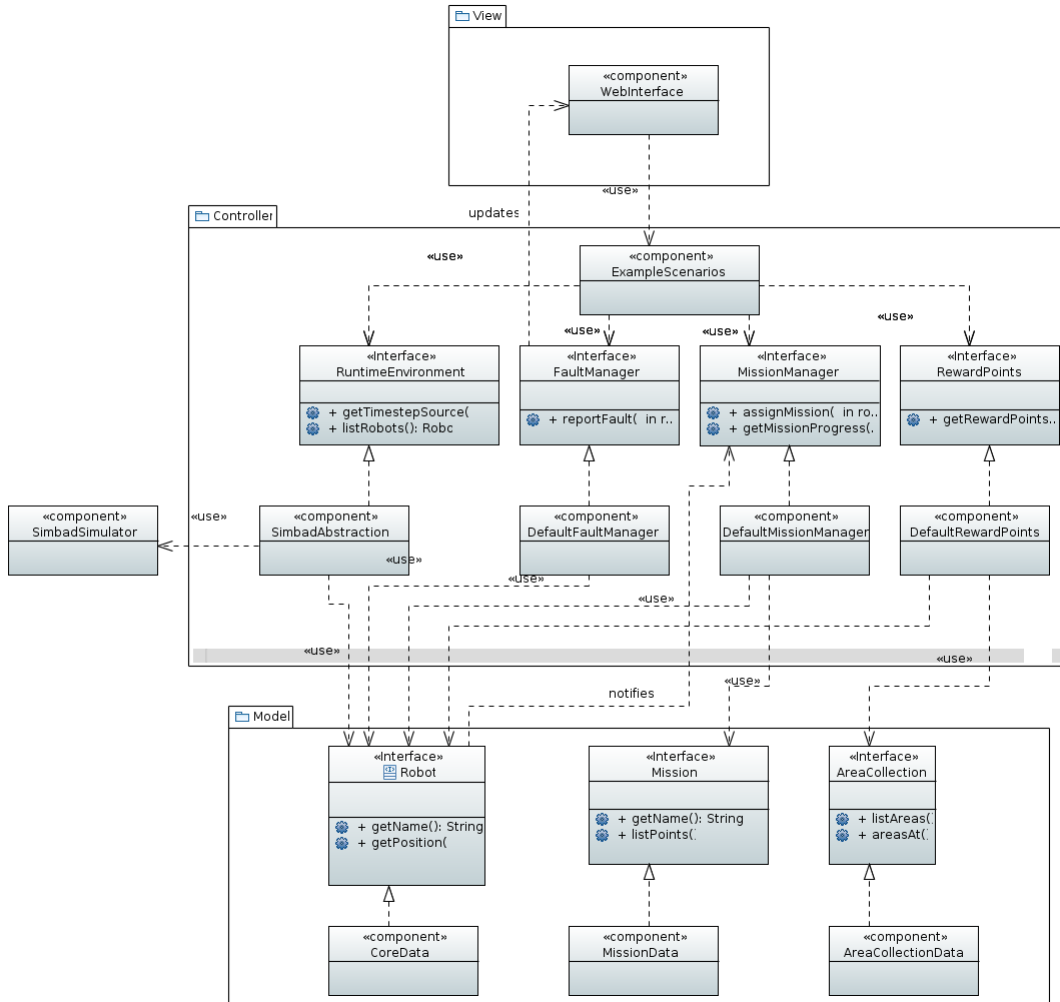 View
«component»
WebInterface
«use»
updates
Controller
«use»
«component»
ExampleScenarios
«use»
«use»
«use»
«Interface»
RuntimeEnvironment
+ getTimestepSource(
+ listRobots(): Robc
«Interface»
FaultManager
+ reportFault( in r..
«Interface»
MissionManager
+ assignMission( in ro..
+ getMissionProgress(.
«Interface»
RewardPoints
+ getRewardPoints..
«component»
SimbadSimulator
«use»
«component»
SimbadAbstraction
«component»
DefaultFaultManager
«component»
DefaultMissionManager
«component»
DefaultRewardPoints
«use»
«use»
«use»
«use»
«use»
«use»
notifies
Model
«Interface»
Robot
+ getName(): String
+ getPosition(
«Interface»
Mission
+ getName(): String
+ listPoints(.
«Interface»
AreaCollection
+ listAreas(.
+ areasAt(.
«component»
CoreData
«component»
MissionData
«component»
AreaCollectionData